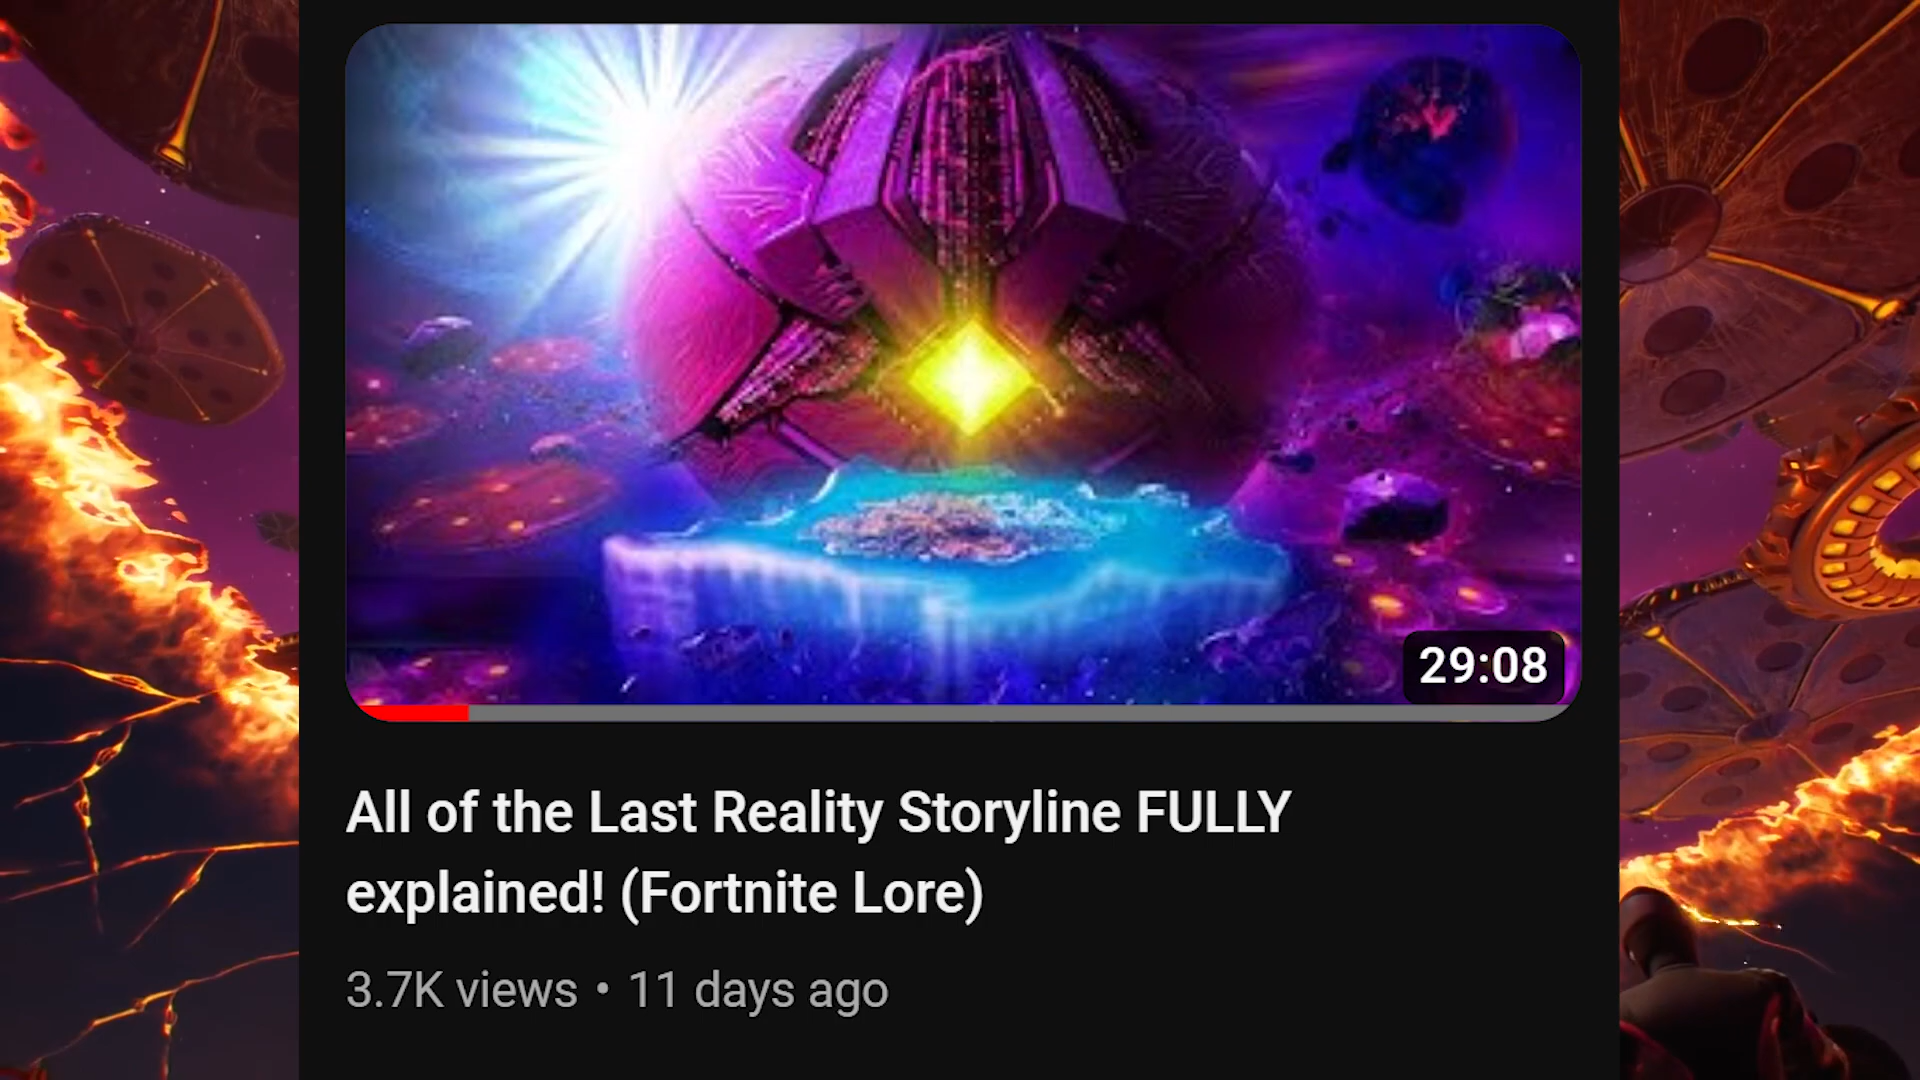 29:08
All of the Last Reality Storyline FULLY
explained! (Fortnite Lore)
3.7K views • 11 days ago